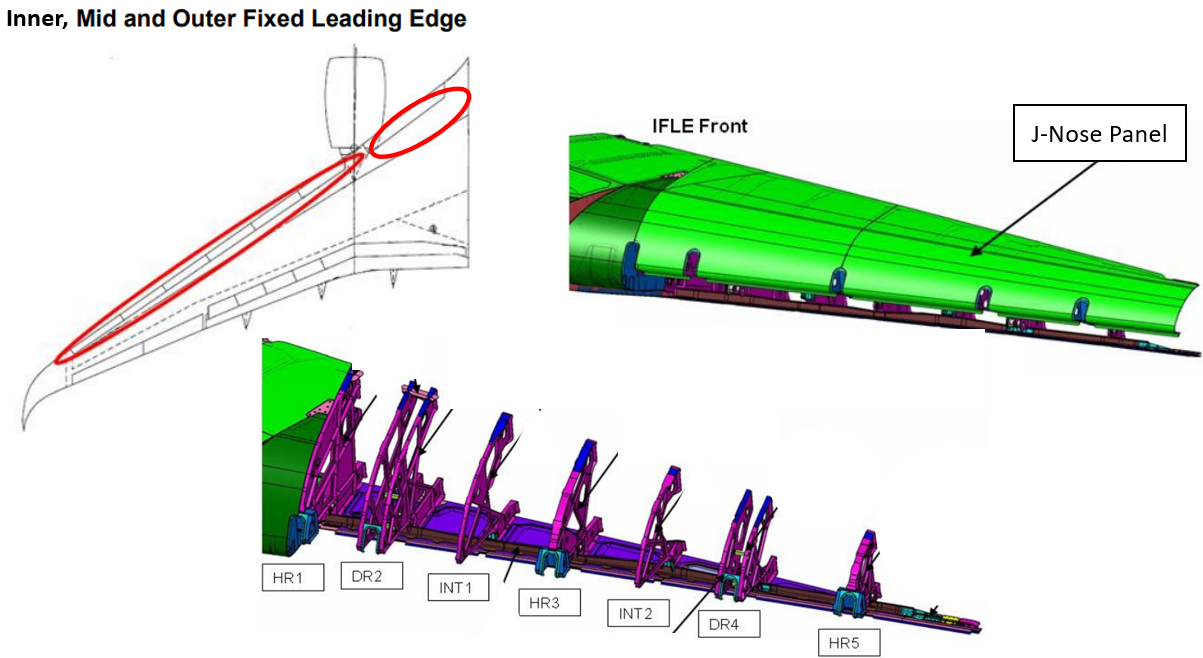 Inner, Mid and Outer Fixed Leading Edge
IFLE Front
J-Nose Panel
HR1
DR2
INT1
HR3
INT2
DR4
HR5